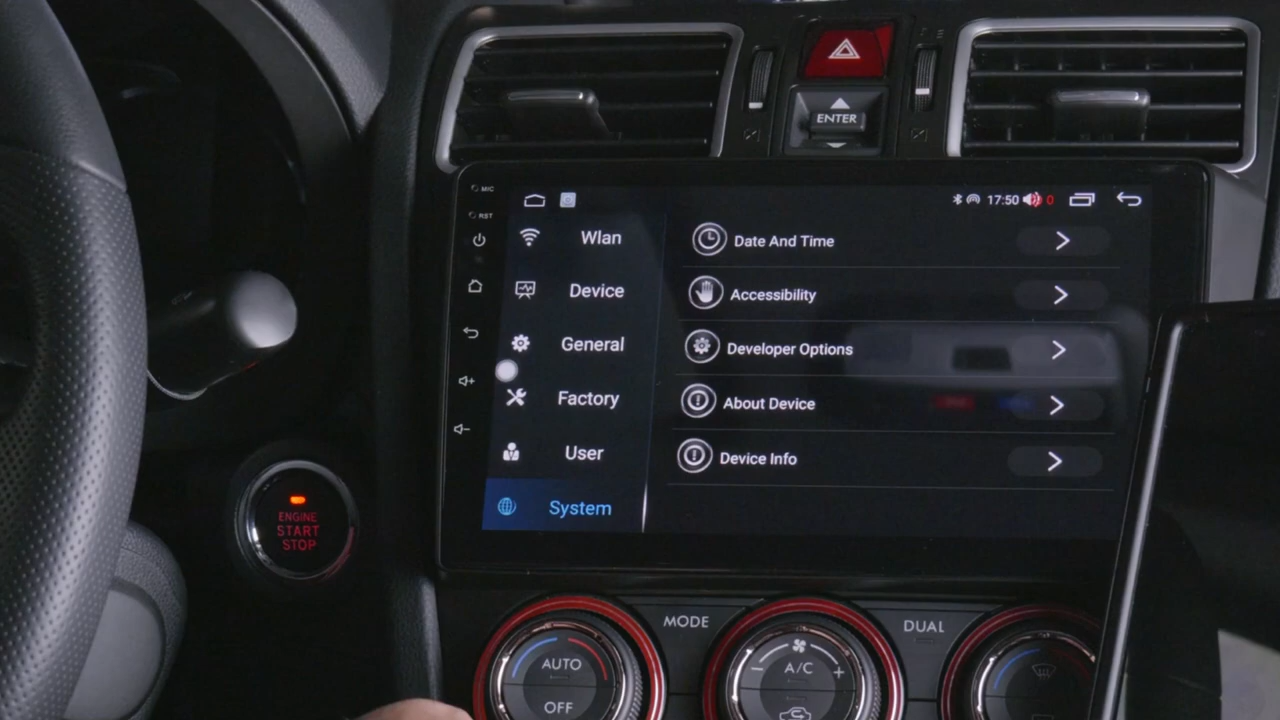 ENTER
MIC
RST
17:50
0
Wlan
Device
General
Factory
User
System
Date And Time
Accessibility
Developer Options
About Device
Device Info
ENGINE
START
STOP
MODE
DUAL
AUTO
OFF
A/C